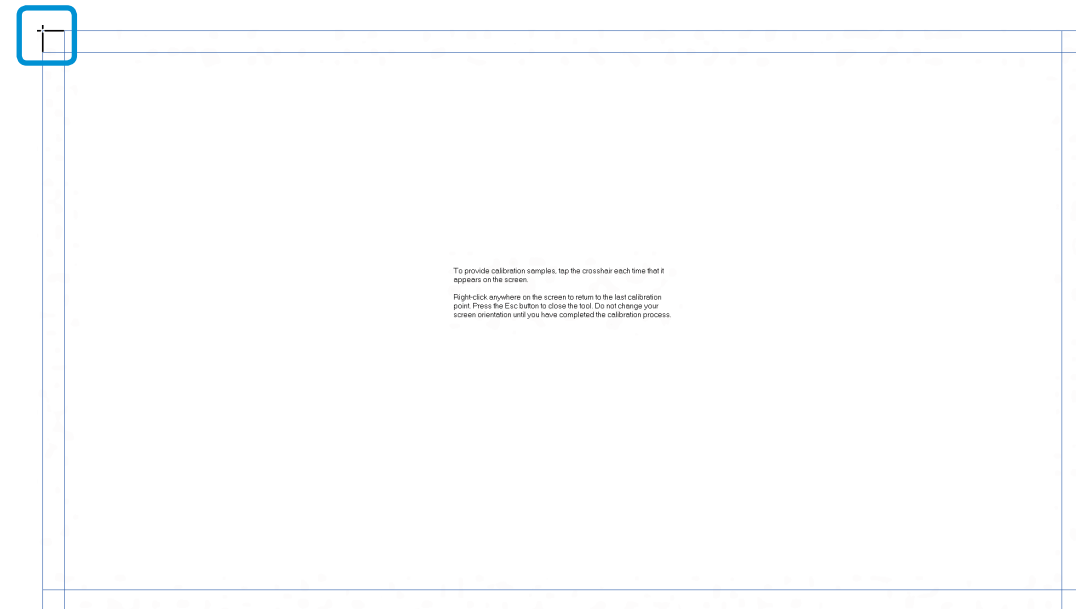 To provide calibration samples, tap the crosshair each time that it
appears on the screen.
Right-click anywhere on the screen to return to the last calibration
point. Press the Esc button to close the tool. Do not change your
screen orientation until you have completed the calibration process.